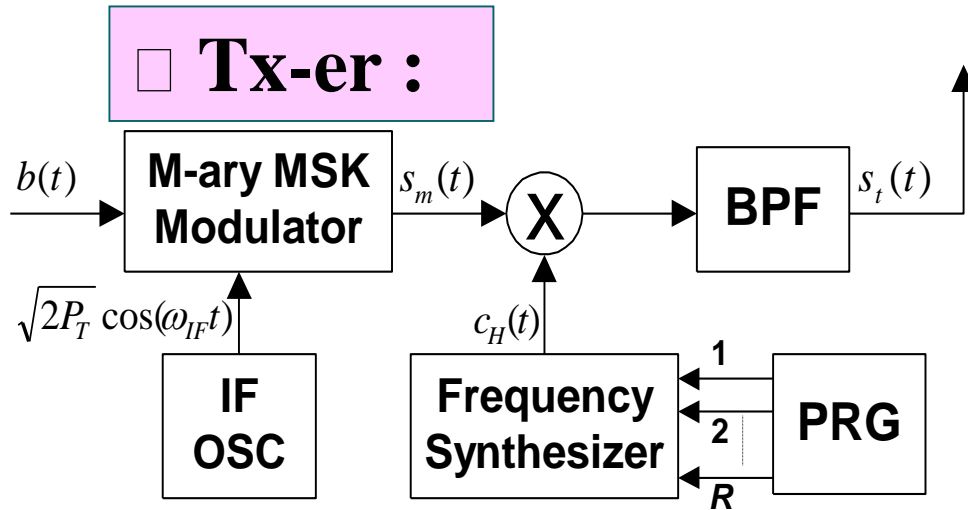 □ Tx-er :
b(t)
M-ary MSK
Modulator
s_m(t)
X
BPF
s_t(t)
√2P_T cos(ω_IF t)
c_H(t)
IF
OSC
Frequency
Synthesizer
1
2
R
PRG